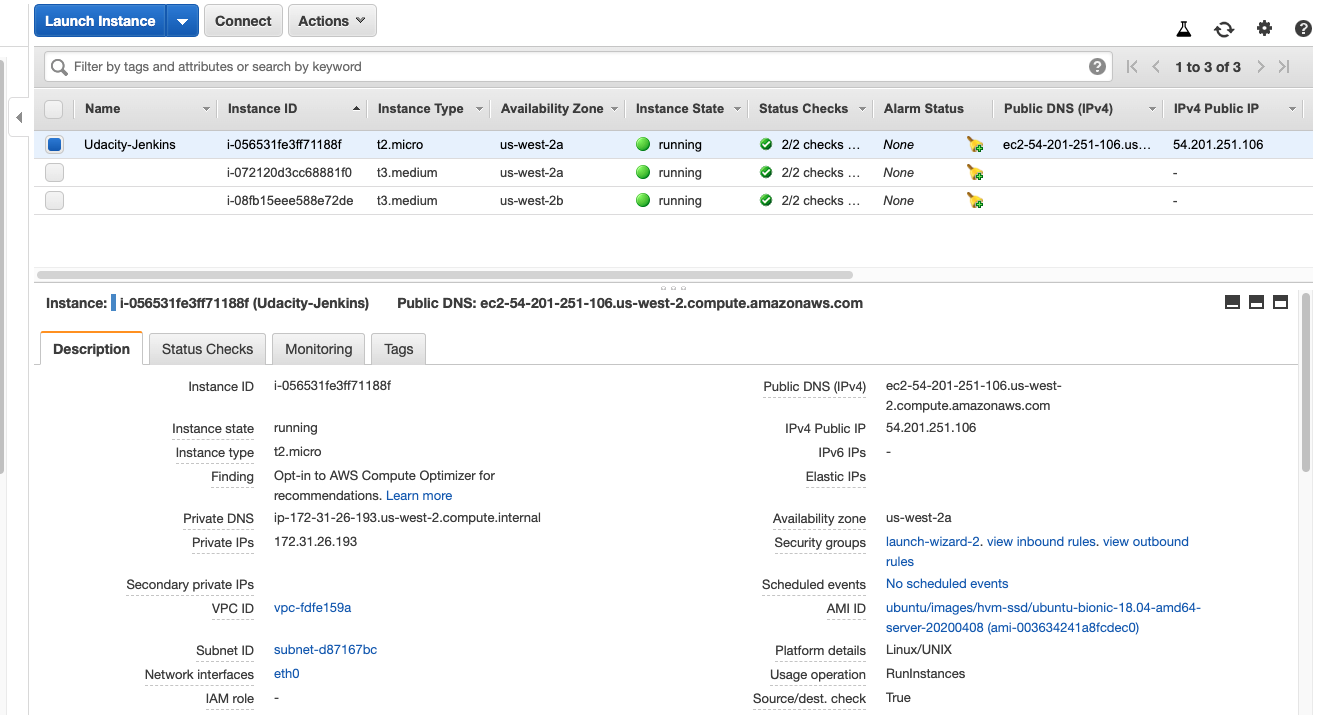 Launch Instance Connect Actions
Filter by tags and attributes or search by keyword 1 to 3 of 3
Name Instance ID Instance Type Availability Zone Instance State Status Checks Alarm Status Public DNS (IPv4) IPv4 Public IP
Udacity-Jenkins i-056531fe3ff71188f t2.micro us-west-2a running 2/2 checks ... None ec2-54-201-251-106.us... 54.201.251.106
i-072120d3cc68881f0 t3.medium us-west-2a running 2/2 checks ... None -
i-08fb15eee588e72de t3.medium us-west-2b running 2/2 checks ... None -
Instance: i-056531fe3ff71188f (Udacity-Jenkins) Public DNS: ec2-54-201-251-106.us-west-2.compute.amazonaws.com
Description Status Checks Monitoring Tags
Instance ID i-056531fe3ff71188f Public DNS (IPv4) ec2-54-201-251-106.us-west-
2.compute.amazonaws.com
Instance state running IPv4 Public IP 54.201.251.106
Instance type t2.micro IPv6 IPs -
Finding Opt-in to AWS Compute Optimizer for Elastic IPs
recommendations. Learn more
Private DNS ip-172-31-26-193.us-west-2.compute.internal Availability zone us-west-2a
Private IPs 172.31.26.193 Security groups launch-wizard-2. view inbound rules. view outbound
rules
Secondary private IPs Scheduled events No scheduled events
VPC ID vpc-fdfe159a AMI ID ubuntu/images/hvm-ssd/ubuntu-bionic-18.04-amd64-
server-20200408 (ami-003634241a8fcdec0)
Subnet ID subnet-d87167bc Platform details Linux/UNIX
Network interfaces eth0 Usage operation RunInstances
IAM role - Source/dest. check True